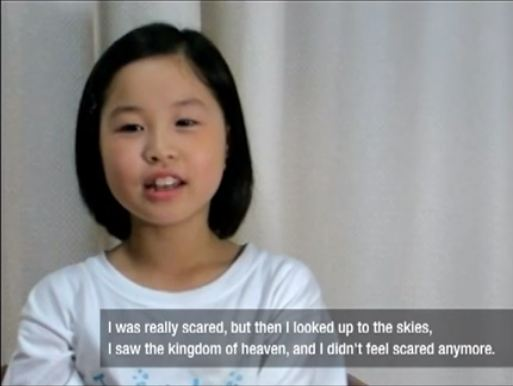 I was really scared, but then I looked up to the skies,
I saw the kingdom of heaven, and I didn't feel scared anymore.